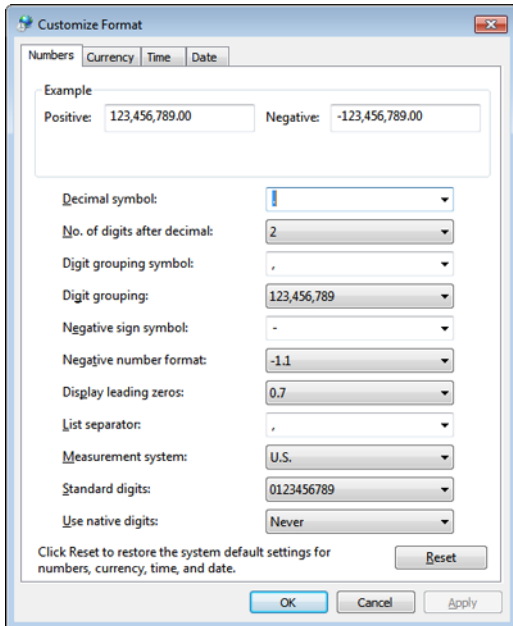 Customize Format
Numbers Currency Time Date
Example
Positive: 123,456,789.00 Negative: -123,456,789.00
Decimal symbol: .
No. of digits after decimal: 2
Digit grouping symbol: ,
Digit grouping: 123,456,789
Negative sign symbol: -
Negative number format: -1.1
Display leading zeros: 0.7
List separator: ,
Measurement system: U.S.
Standard digits: 0123456789
Use native digits: Never
Click Reset to restore the system default settings for
numbers, currency, time, and date.
Reset
OK Cancel Apply